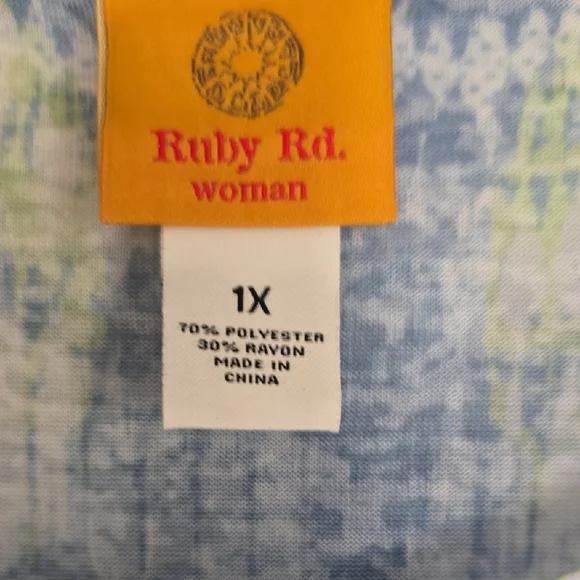 Ruby Rd.
woman
1X
70% POLYESTER
30% RAYON
MADE IN
CHINA